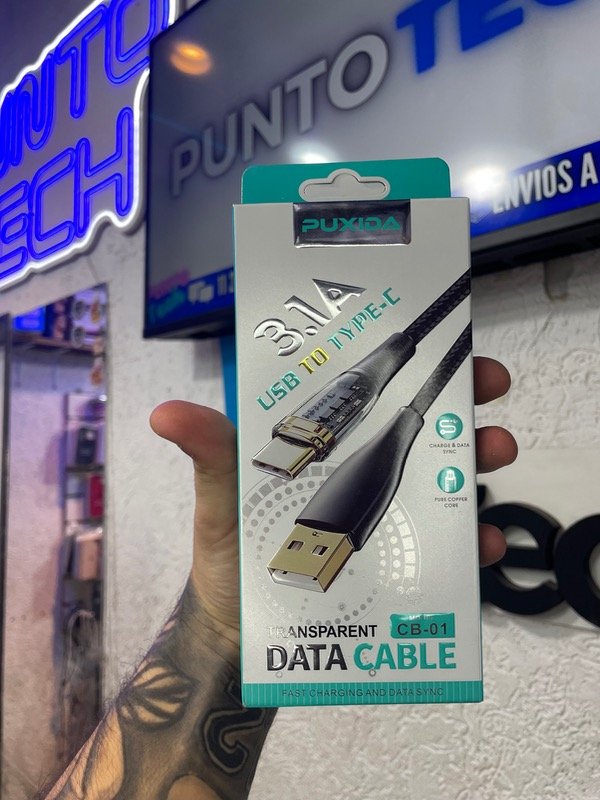 PUNTO
TECH
PUNTO TEC
ENVIOS A
PUXIDA
3.1A
USB TO TYPE-C
CHARGE & DATA
SYNC
PURE COPPER
CORE
TRANSPARENT
CB-01
DATA CABLE
FAST CHARGING AND DATA SYNC